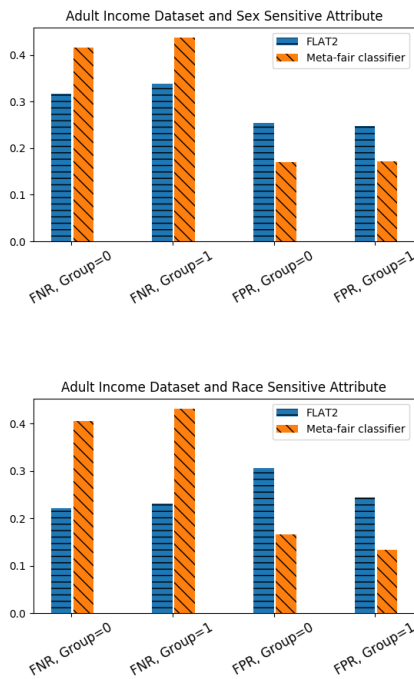 Adult Income Dataset and Sex Sensitive Attribute
FLAT2
Meta-fair classifier
0.4
0.3
0.2
0.1
0.0
FNR, Group=0
FNR, Group=1
FPR, Group=0
FPR, Group=1
Adult Income Dataset and Race Sensitive Attribute
FLAT2
Meta-fair classifier
0.4
0.3
0.2
0.1
0.0
FNR, Group=0
FNR, Group=1
FPR, Group=0
FPR, Group=1